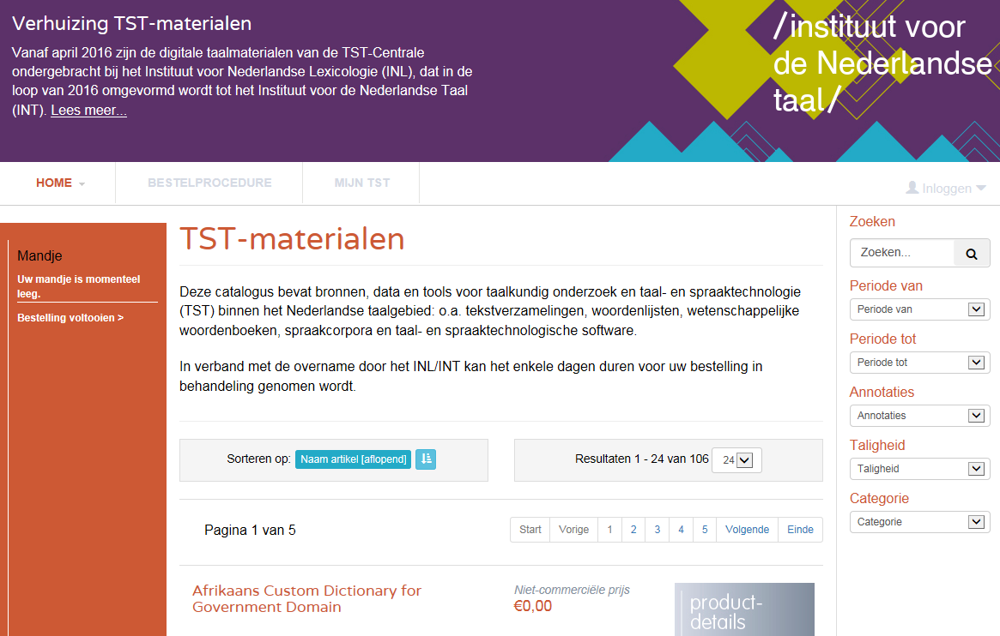 Verhuizing TST-materialen
Vanaf april 2016 zijn de digitale taalmaterialen van de TST-Centrale
ondergebracht bij het Instituut voor Nederlandse Lexicologie (INL), dat in de
loop van 2016 omgevormd wordt tot het Instituut voor de Nederlandse Taal
(INT). Lees meer...
/instituut voor
de Nederlandse
taal/
HOME
BESTELPROCEDURE
MIJN TST
Inloggen
Mandje
Uw mandje is momenteel
leeg.
Bestelling voltooien >
TST-materialen
Deze catalogus bevat bronnen, data en tools voor taalkundig onderzoek en taal- en spraaktechnologie
(TST) binnen het Nederlandse taalgebied: o.a. tekstverzamelingen, woordenlijsten, wetenschappelijke
woordenboeken, spraakcorpora en taal- en spraaktechnologische software.
In verband met de overname door het INL/INT kan het enkele dagen duren voor uw bestelling in
behandeling genomen wordt.
Sorteren op: Naam artikel [aflopend]
Resultaten 1 - 24 van 106 24
Pagina 1 van 5
Start Vorige 1 2 3 4 5 Volgende Einde
Afrikaans Custom Dictionary for
Government Domain
Niet-commerciële prijs
€0,00
product-
details
Zoeken
Zoeken...
Periode van
Periode van
Periode tot
Periode tot
Annotaties
Annotaties
Taligheid
Taligheid
Categorie
Categorie